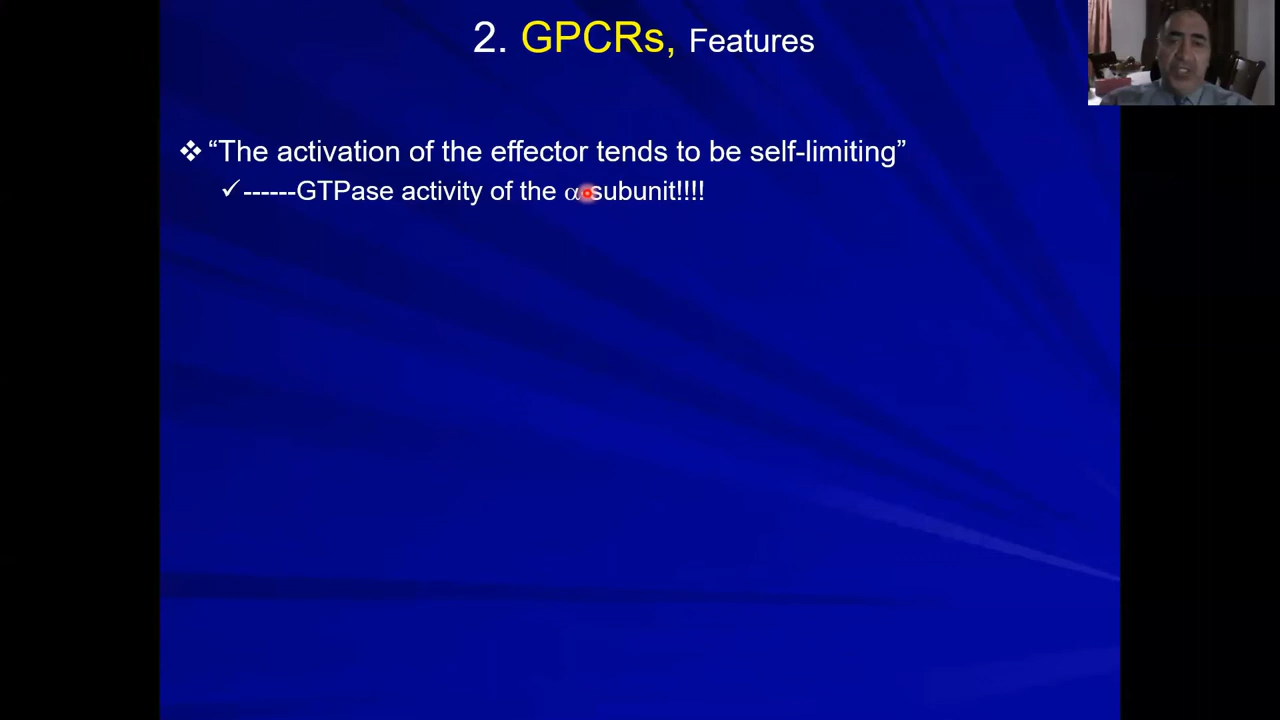 2. GPCRs, Features
❖ “The activation of the effector tends to be self-limiting”
✓------GTPase activity of the α subunit!!!!